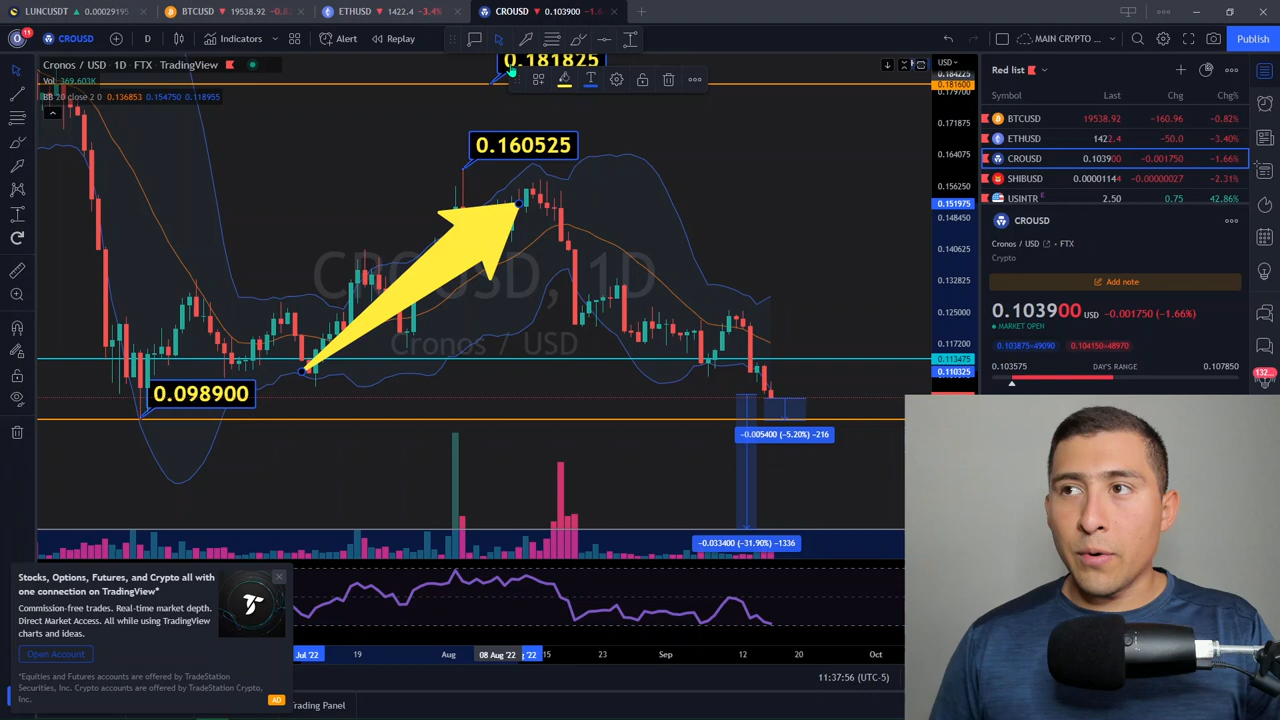 LUNCUSDT ▲ 0.00029195
BTCUSD ▼ 19538.92 −0.8
ETHUSD ▼ 1422.4 −3.4%
CROUSD ▼ 0.103900 −1.6
11
CROUSD
D
Indicators
Alert
Replay
MAIN CRYPTO ...
Publish
Cronos / USD · 1D · FTX · TradingView
Vol 369.603K
BB 20 close 2 0 0.136853 0.154750 0.118955
0.181825
0.160525
0.098900
CROUSD, 1D
Cronos / USD
−0.005400 (−5.20%) −216
−0.033400 (−31.90%) −1336
USD
0.184225
0.181600
0.179700
0.171875
0.164075
0.156250
0.151975
0.148450
0.140625
0.132825
0.125000
0.117200
0.113475
0.110325
Red list
Symbol Last Chg Chg%
BTCUSD 19538.92 −160.96 −0.82%
ETHUSD 1422.4 −50.0 −3.40%
CROUSD 0.103900 −0.001750 −1.66%
SHIBUSD 0.00001144 −0.00000027 −2.31%
USINTR E 2.50 0.75 42.86%
CROUSD
Cronos / USD · FTX
Crypto
Add note
0.103900 USD −0.001750 (−1.66%)
MARKET OPEN
0.103875×49090 0.104150×48970
0.103575 DAY'S RANGE 0.107850
132
Stocks, Options, Futures, and Crypto all with
one connection on TradingView*
Commission-free trades. Real-time market depth.
Direct Market Access. All while using TradingView
charts and ideas.
Open Account
*Equities and Futures accounts are offered by TradeStation
Securities, Inc. Crypto accounts are offered by TradeStation Crypto,
Inc.
AD
Jul '22 19 Aug 08 Aug '22 15 23 Sep 12 20 Oct
11:37:56 (UTC-5)
Trading Panel